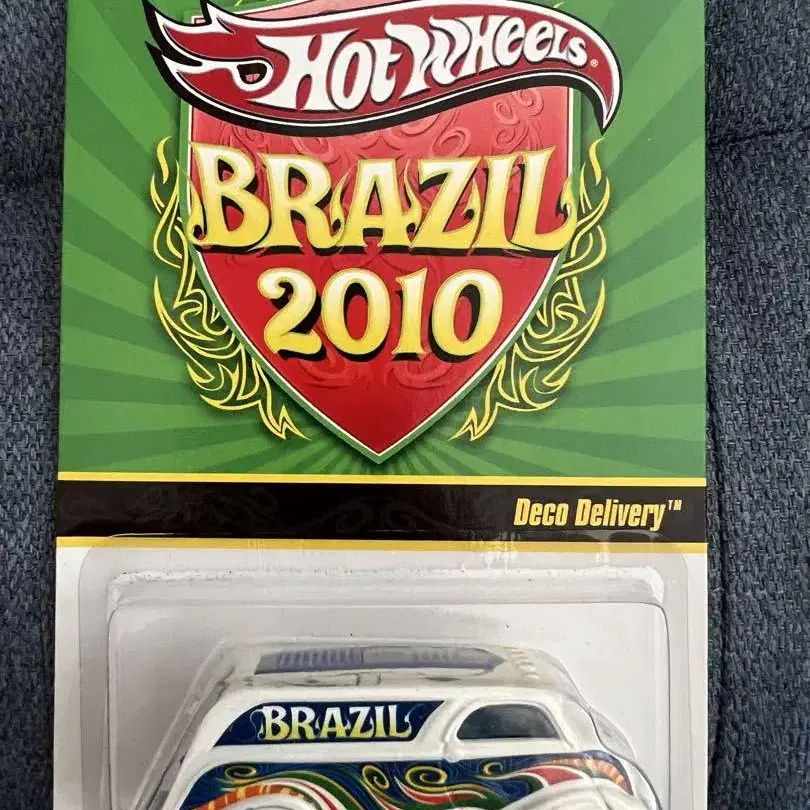 Hot Wheels®
BRAZIL
2010
Deco Delivery™
BRAZIL